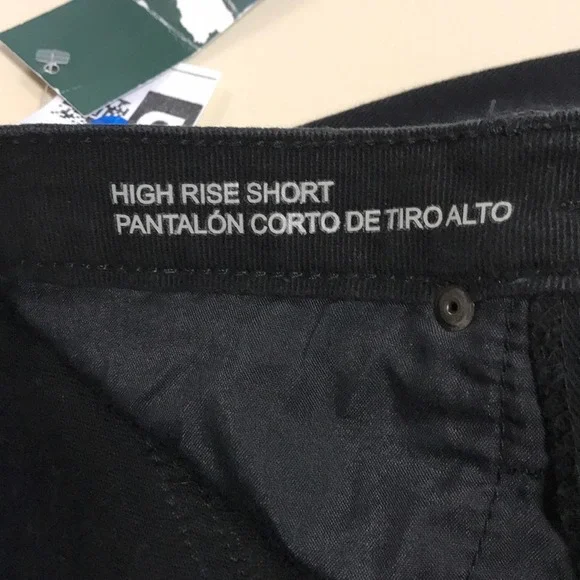 HIGH RISE SHORT
PANTALÓN CORTO DE TIRO ALTO